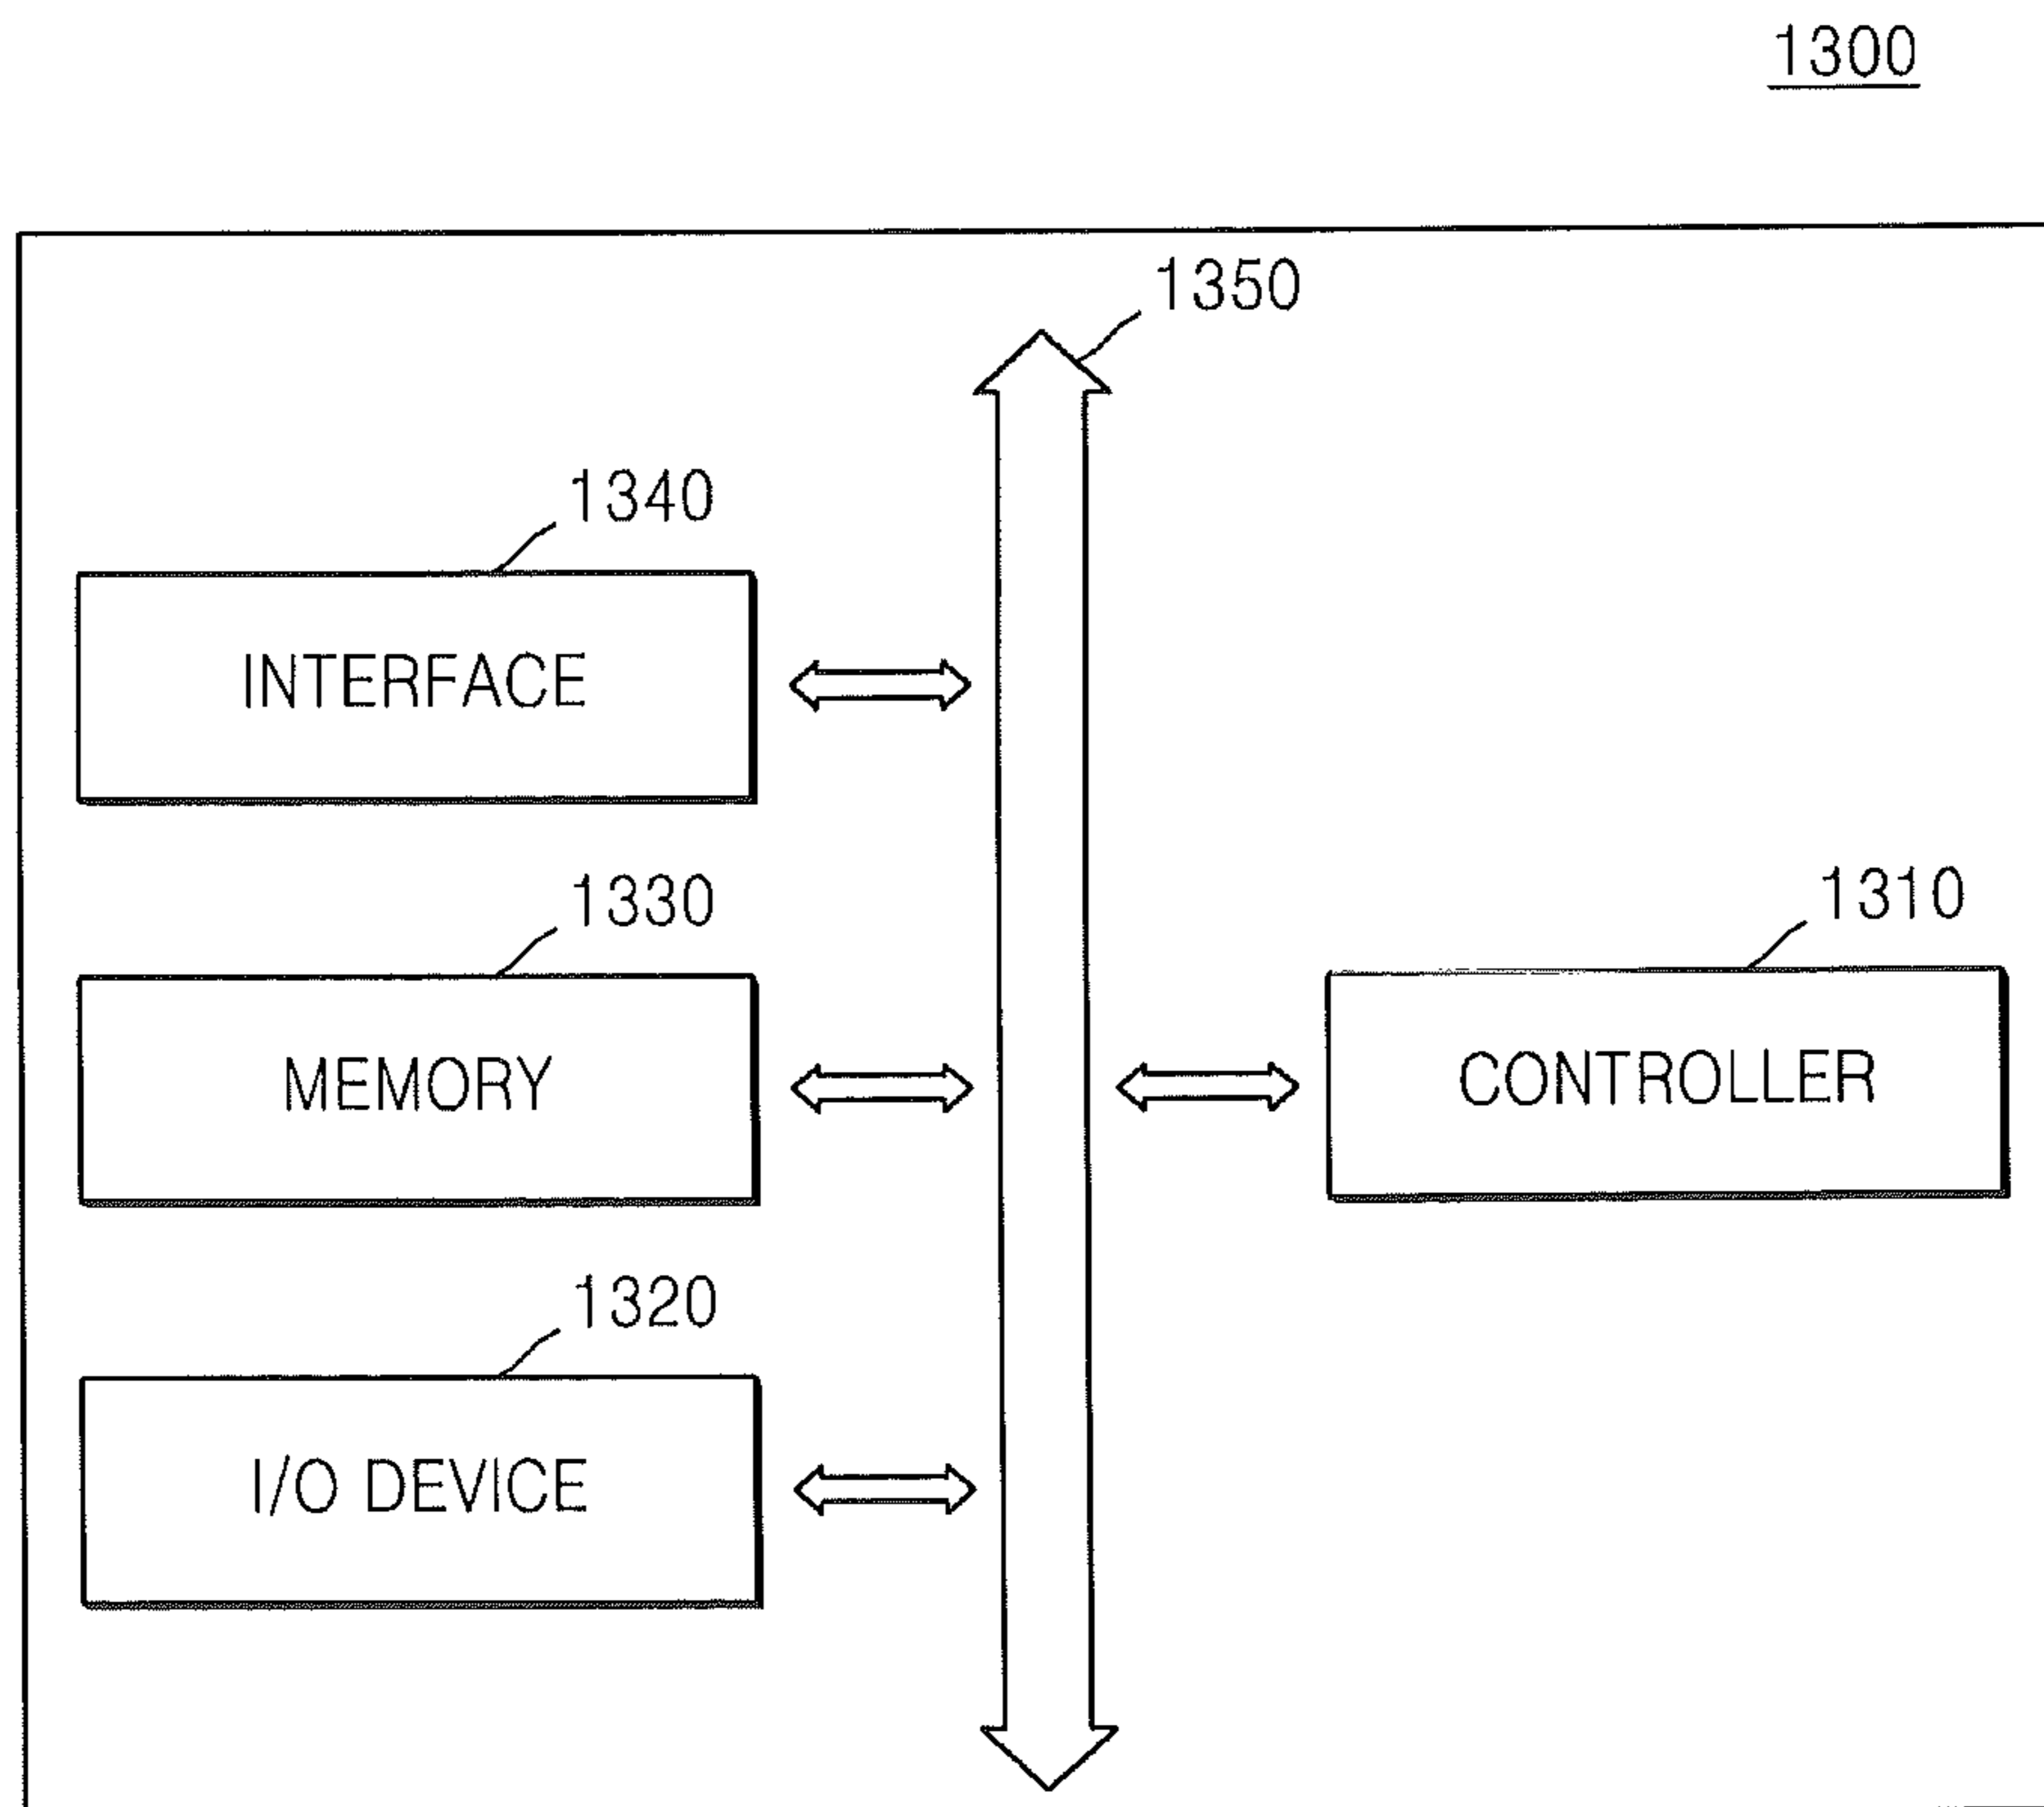 1300
1350
1340
INTERFACE
1330
1310
MEMORY
CONTROLLER
1320
I/O DEVICE